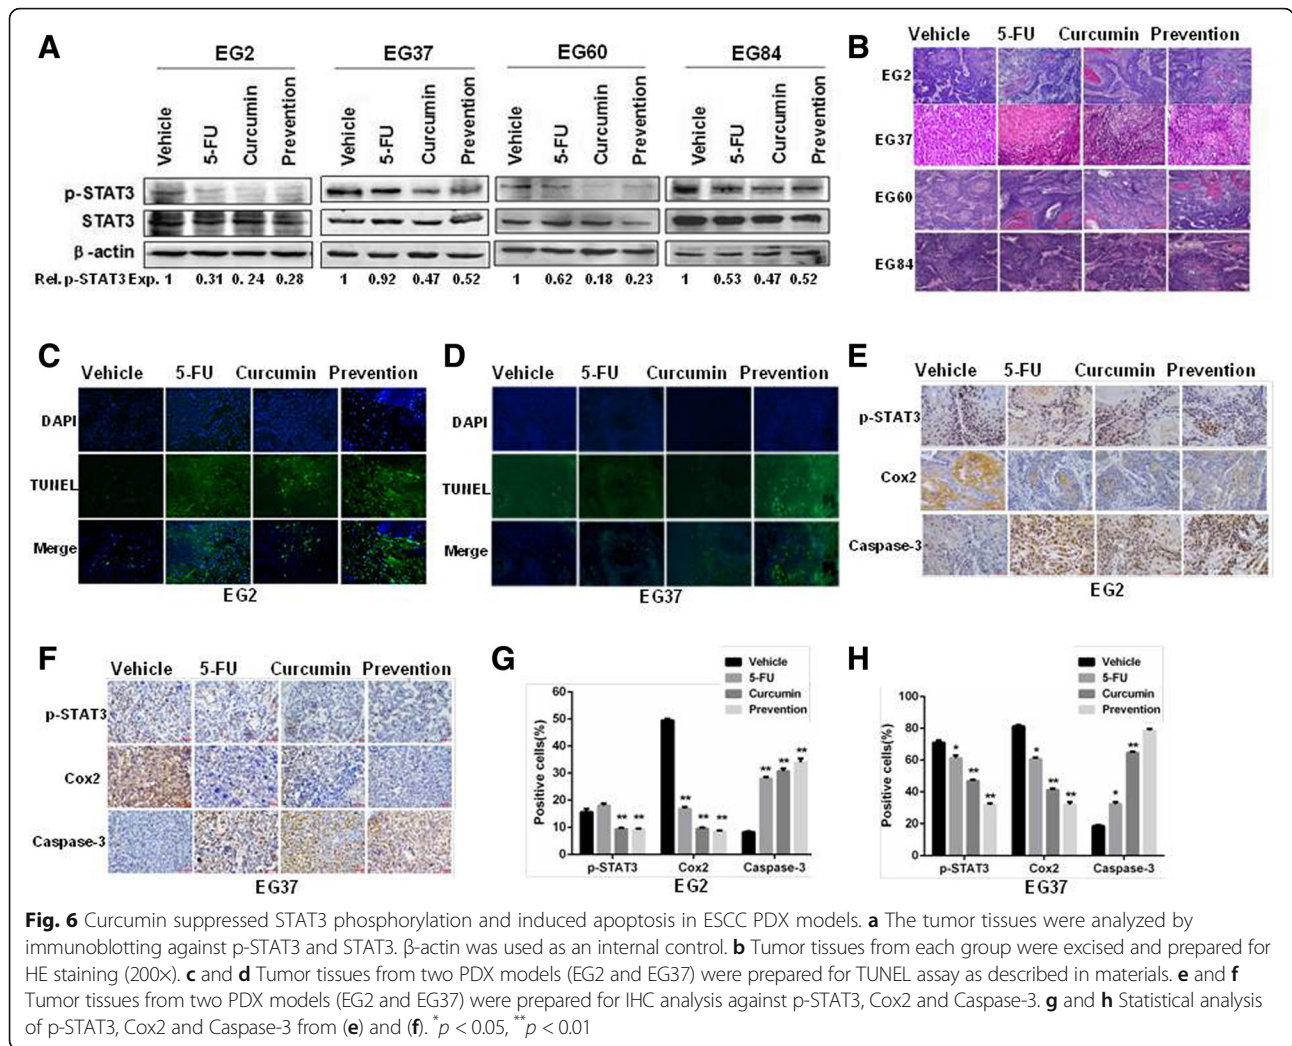 A
EG2 EG37 EG60 EG84
Vehicle 5-FU Curcumin Prevention Vehicle 5-FU Curcumin Prevention Vehicle 5-FU Curcumin Prevention Vehicle 5-FU Curcumin Prevention
p-STAT3
STAT3
β-actin
Rel. p-STAT3 Exp. 1 0.31 0. 24 0.28 1 0.92 0.47 0.52 1 0.62 0.18 0.23 1 0.53 0.47 0.52
B
Vehicle 5-FU Curcumin Prevention
EG2
EG37
EG60
EG84
C
Vehicle 5-FU Curcumin Prevention
DAPI
TUNEL
Merge
EG2
D
Vehicle 5-FU Curcumin Prevention
DAPI
TUNEL
Merge
EG37
E
Vehicle 5-FU Curcumin Prevention
p-STAT3
Cox2
Caspase-3
EG2
F
Vehicle 5-FU Curcumin Prevention
p-STAT3
Cox2
Caspase-3
EG37
G
Vehicle
5-FU
Curcumin
Prevention
Positive cells(%)
60
50
40
30
20
10
0
** ** ** ** ** ** ** **
p-STAT3 Cox2 Caspase-3
EG2
H
Vehicle
5-FU
Curcumin
Prevention
Positive cells(%)
100
80
60
40
20
0
* ** ** * ** ** * **
p-STAT3 Cox2 Caspase-3
EG37
Fig. 6 Curcumin suppressed STAT3 phosphorylation and induced apoptosis in ESCC PDX models. a The tumor tissues were analyzed by
immunoblotting against p-STAT3 and STAT3. β-actin was used as an internal control. b Tumor tissues from each group were excised and prepared for
HE staining (200×). c and d Tumor tissues from two PDX models (EG2 and EG37) were prepared for TUNEL assay as described in materials. e and f
Tumor tissues from two PDX models (EG2 and EG37) were prepared for IHC analysis against p-STAT3, Cox2 and Caspase-3. g and h Statistical analysis
of p-STAT3, Cox2 and Caspase-3 from (e) and (f). *p < 0.05, **p < 0.01